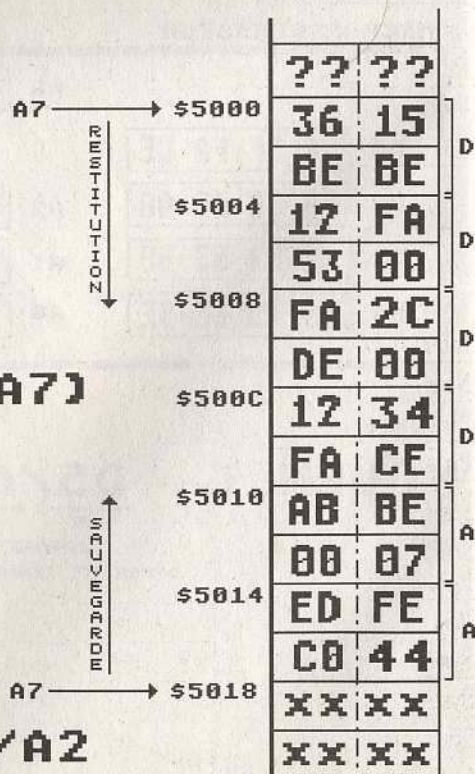 ?? ??
A7 $5000 36 15 D
BE BE
$5004 12 FA D
53 00
$5008 FA 2C D
DE 00
A7)
$500C 12 34 D
FA CE
$5010 AB BE A
00 07
$5014 ED FE A
C0 44
A7 $5018 XX XX
/A2
XX XX
RESTITUTION
SAUVEGARDE